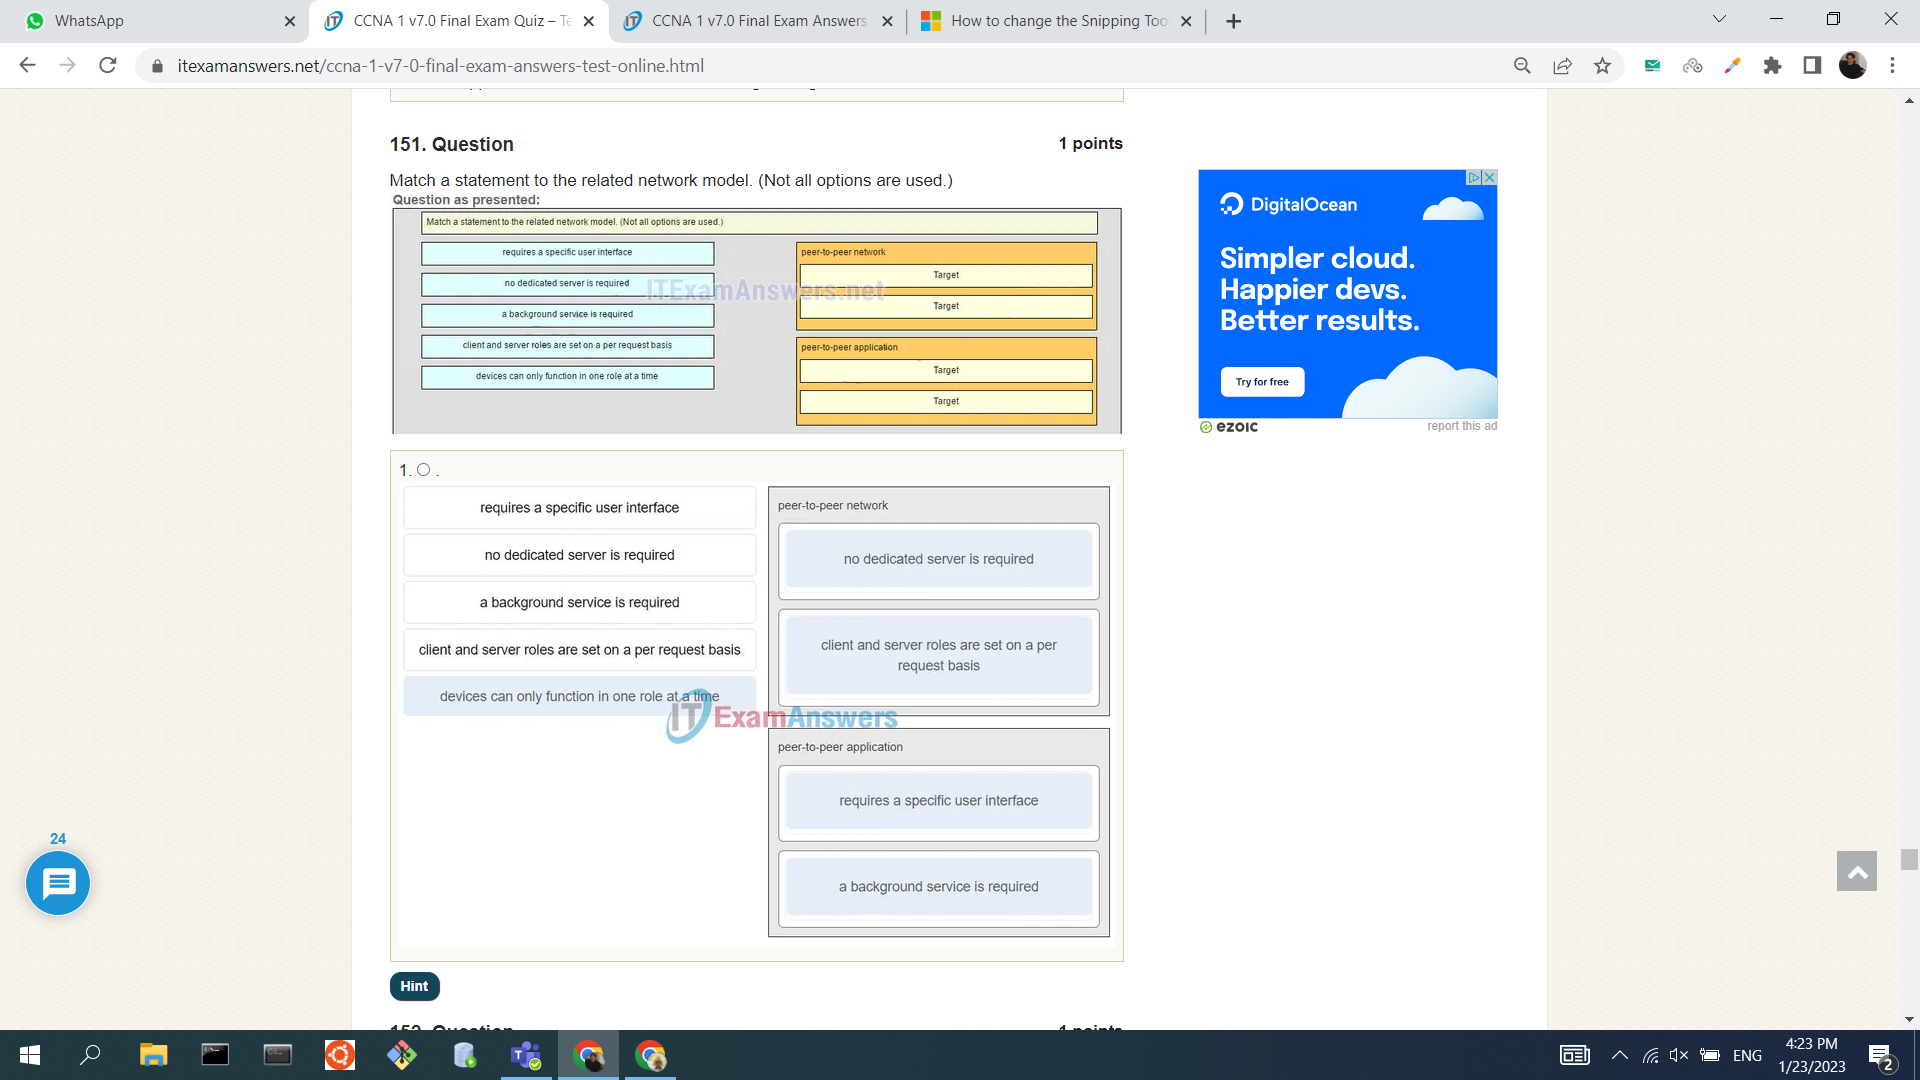 WhatsApp
CCNA 1 v7.0 Final Exam Quiz – Te
CCNA 1 v7.0 Final Exam Answers
How to change the Snipping Too
itexamanswers.net/ccna-1-v7-0-final-exam-answers-test-online.html
151. Question
1 points
Match a statement to the related network model. (Not all options are used.)
Question as presented:
Match a statement to the related network model. (Not all options are used.)
requires a specific user interface
no dedicated server is required
a background service is required
client and server roles are set on a per request basis
devices can only function in one role at a time
peer-to-peer network
Target
Target
peer-to-peer application
Target
Target
ITExamAnswers.net
1. .
requires a specific user interface
no dedicated server is required
a background service is required
client and server roles are set on a per request basis
devices can only function in one role at a time
peer-to-peer network
no dedicated server is required
client and server roles are set on a per
request basis
ITExamAnswers
peer-to-peer application
requires a specific user interface
a background service is required
Hint
152. Question
1 points
DigitalOcean
Simpler cloud.
Happier devs.
Better results.
Try for free
ezoic
report this ad
24
ENG
4:23 PM
1/23/2023
2